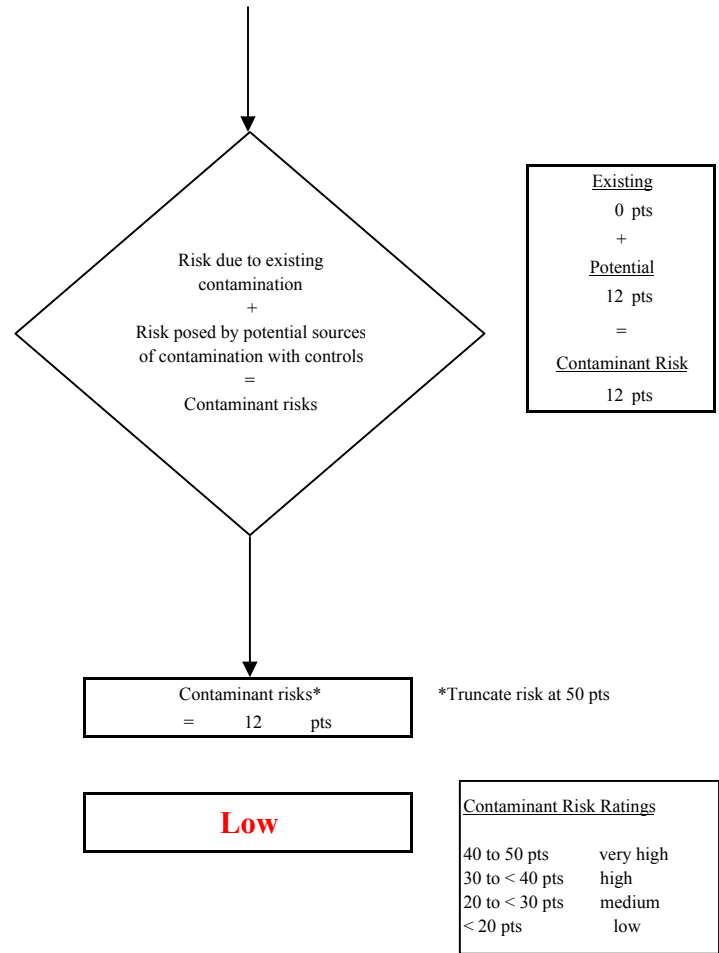 Risk due to existing
contamination
+
Risk posed by potential sources
of contamination with controls
=
Contaminant risks
Existing
0 pts
+
Potential
12 pts
=
Contaminant Risk
12 pts
Contaminant risks*
= 12 pts
*Truncate risk at 50 pts
Low
Contaminant Risk Ratings
40 to 50 pts very high
30 to < 40 pts high
20 to < 30 pts medium
< 20 pts low